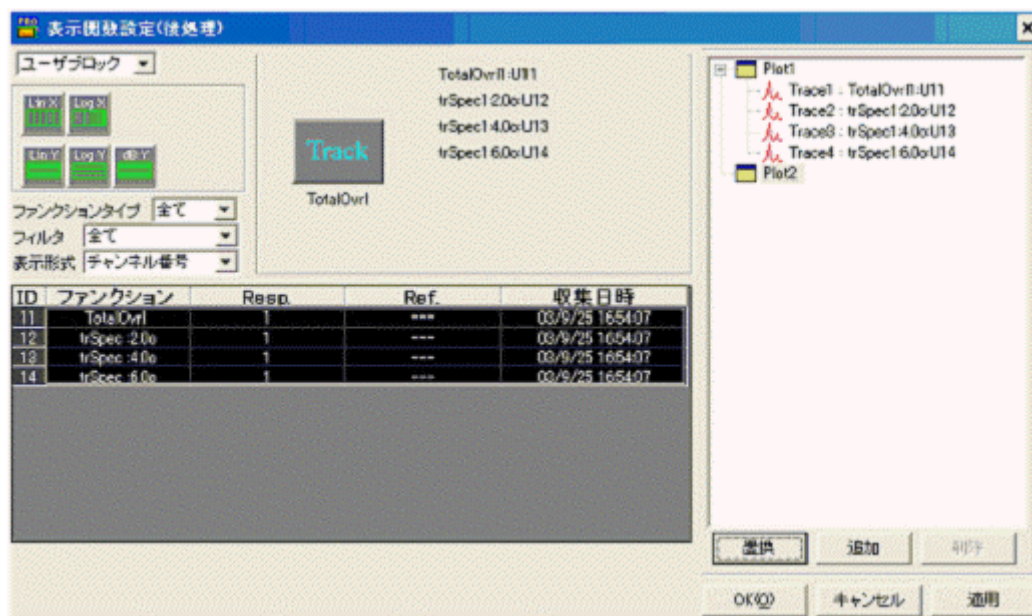 表示関数設定(後処理)
ユーザブロック
Lin X Log X
Lin Y Log Y dB Y
ファンクションタイプ 全て
フィルタ 全て
表示形式 チャンネル番号
Track
TotalOvrl
TotalOvrl1:U11
trSpec1:2.0o:U12
trSpec1:4.0o:U13
trSpec1:6.0o:U14
ID ファンクション Resp. Ref. 収集日時
11 TotalOvrl 1 --- 03/9/25 16:54:07
12 trSpec :2.0o 1 --- 03/9/25 16:54:07
13 trSpec :4.0o 1 --- 03/9/25 16:54:07
14 trSpec :6.0o 1 --- 03/9/25 16:54:07
Plot1
Trace1 : TotalOvrl1:U11
Trace2 : trSpec1:2.0o:U12
Trace3 : trSpec1:4.0o:U13
Trace4 : trSpec1:6.0o:U14
Plot2
置換 追加 削除
OK(O) キャンセル 適用